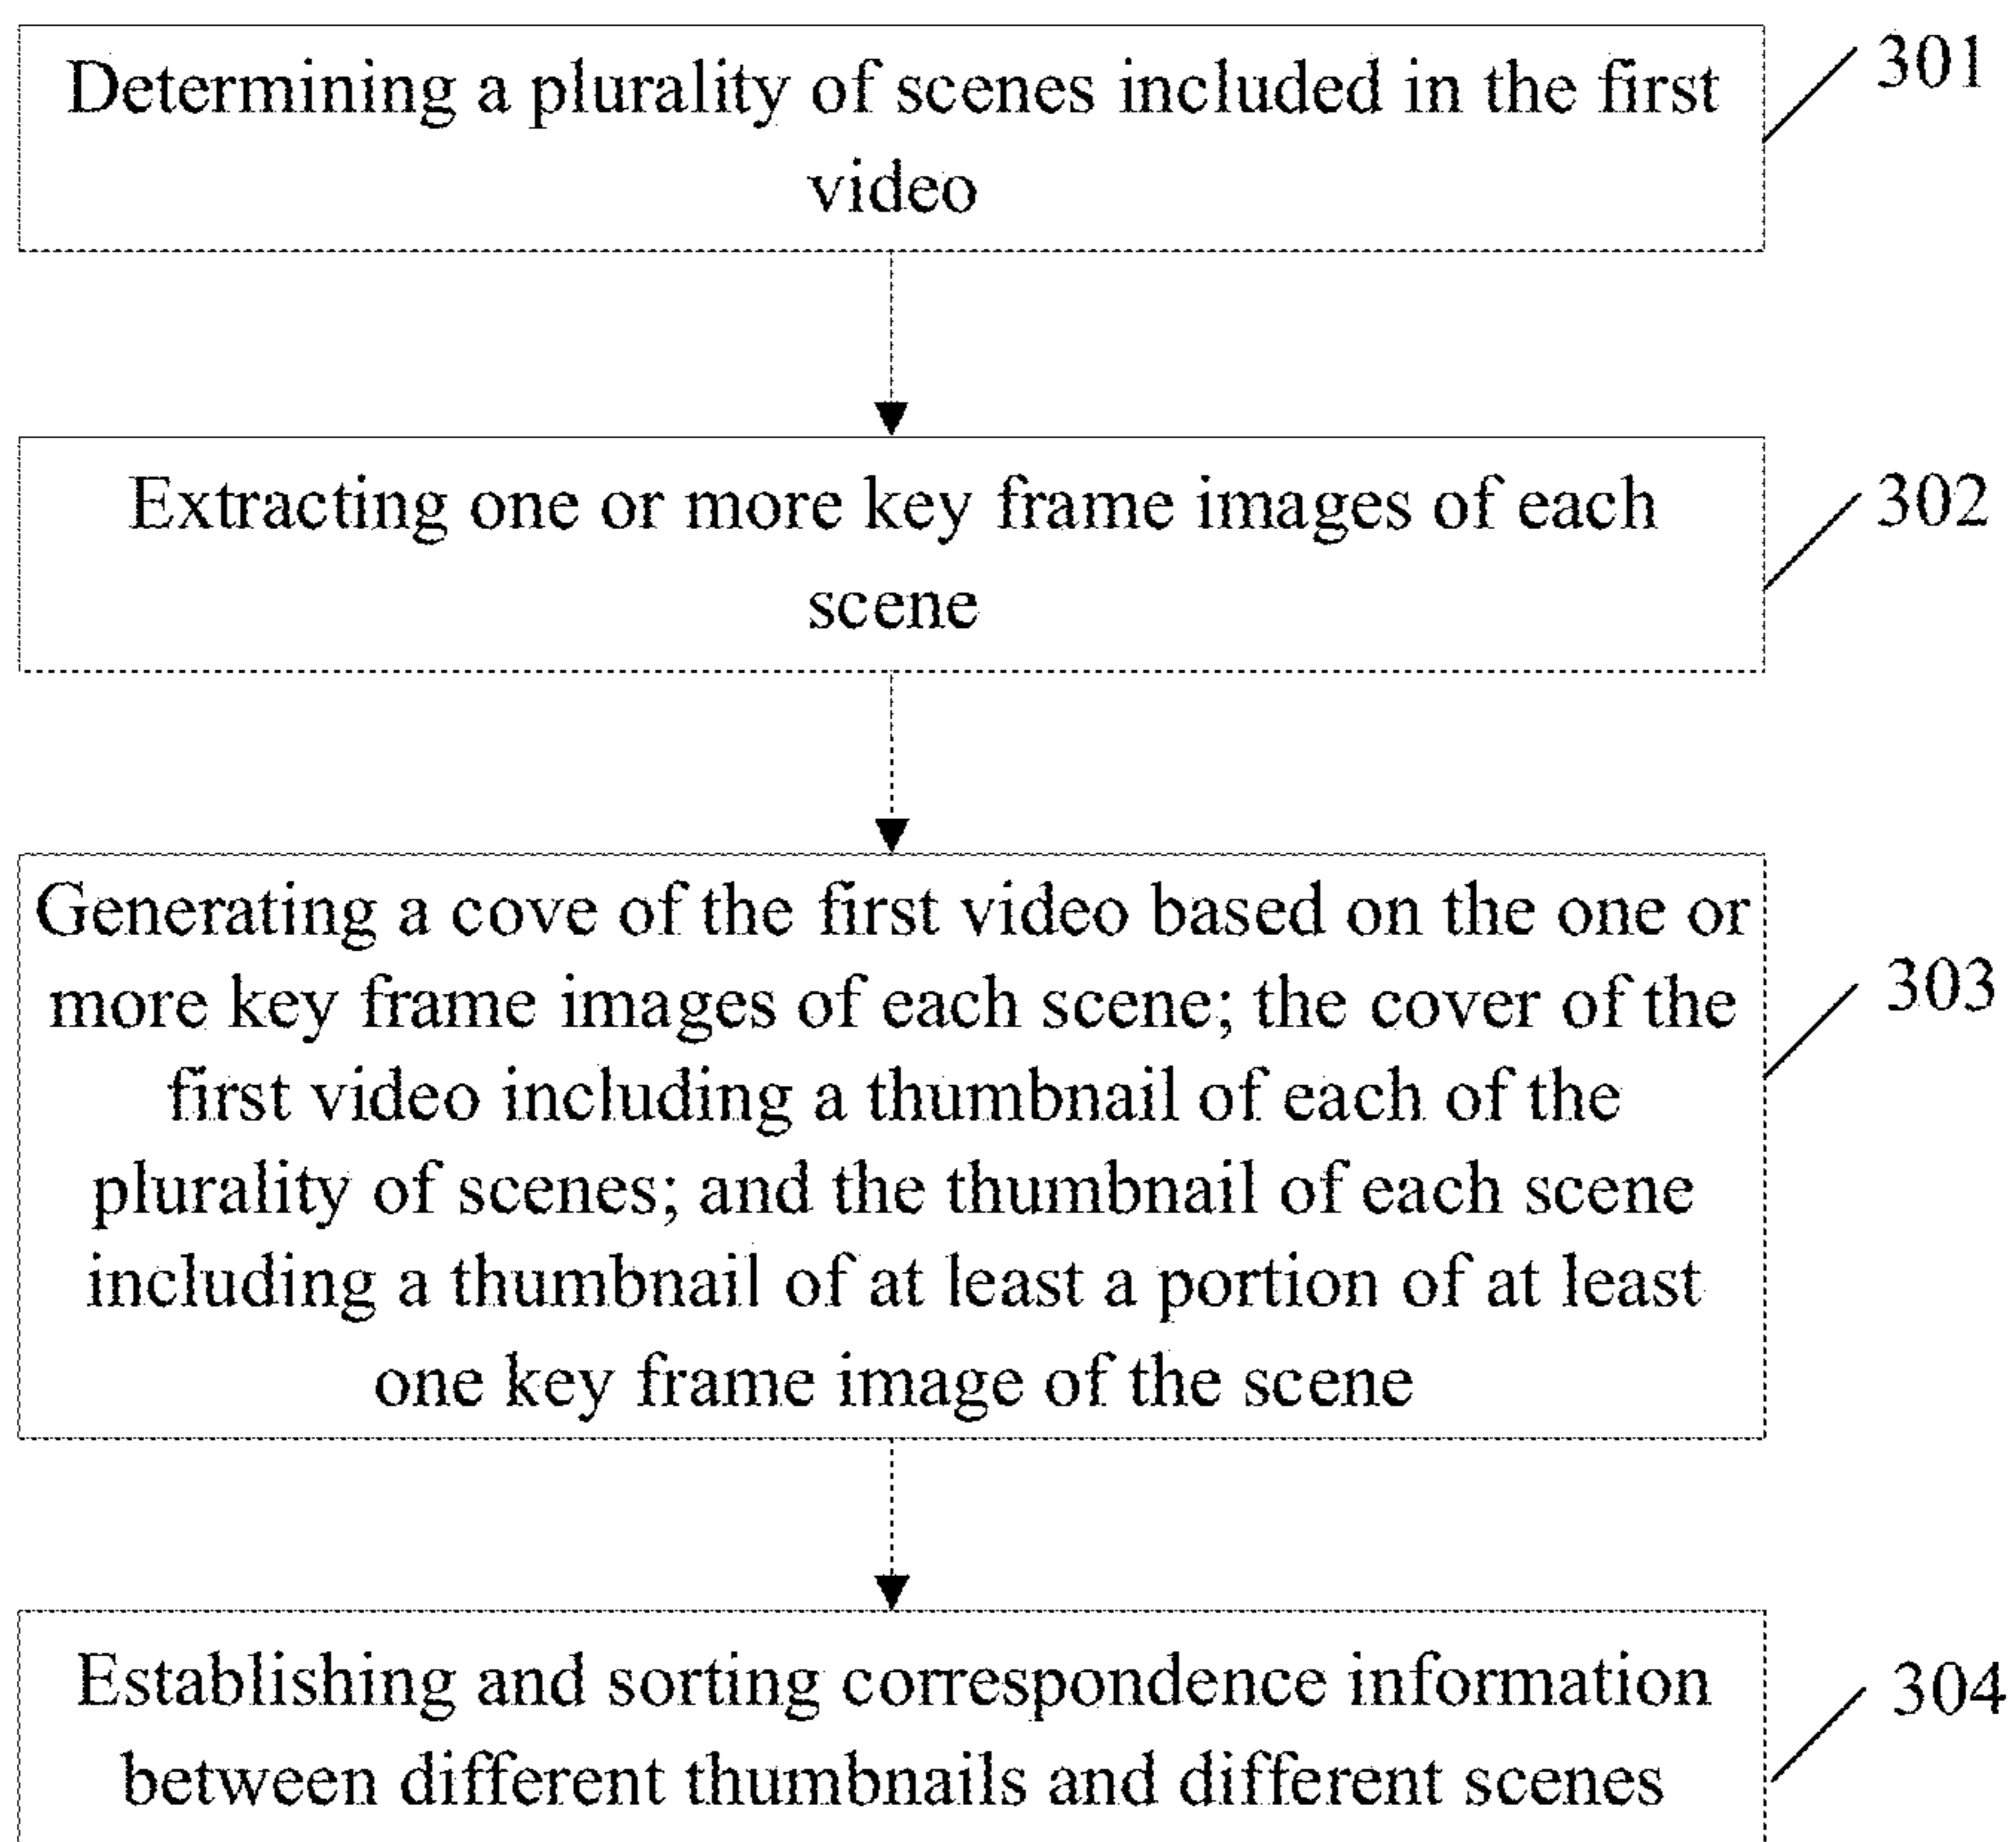 Determining a plurality of scenes included in the first
video
301
Extracting one or more key frame images of each
scene
302
Generating a cove of the first video based on the one or
more key frame images of each scene; the cover of the
first video including a thumbnail of each of the
plurality of scenes; and the thumbnail of each scene
including a thumbnail of at least a portion of at least
one key frame image of the scene
303
Establishing and sorting correspondence information
between different thumbnails and different scenes
304